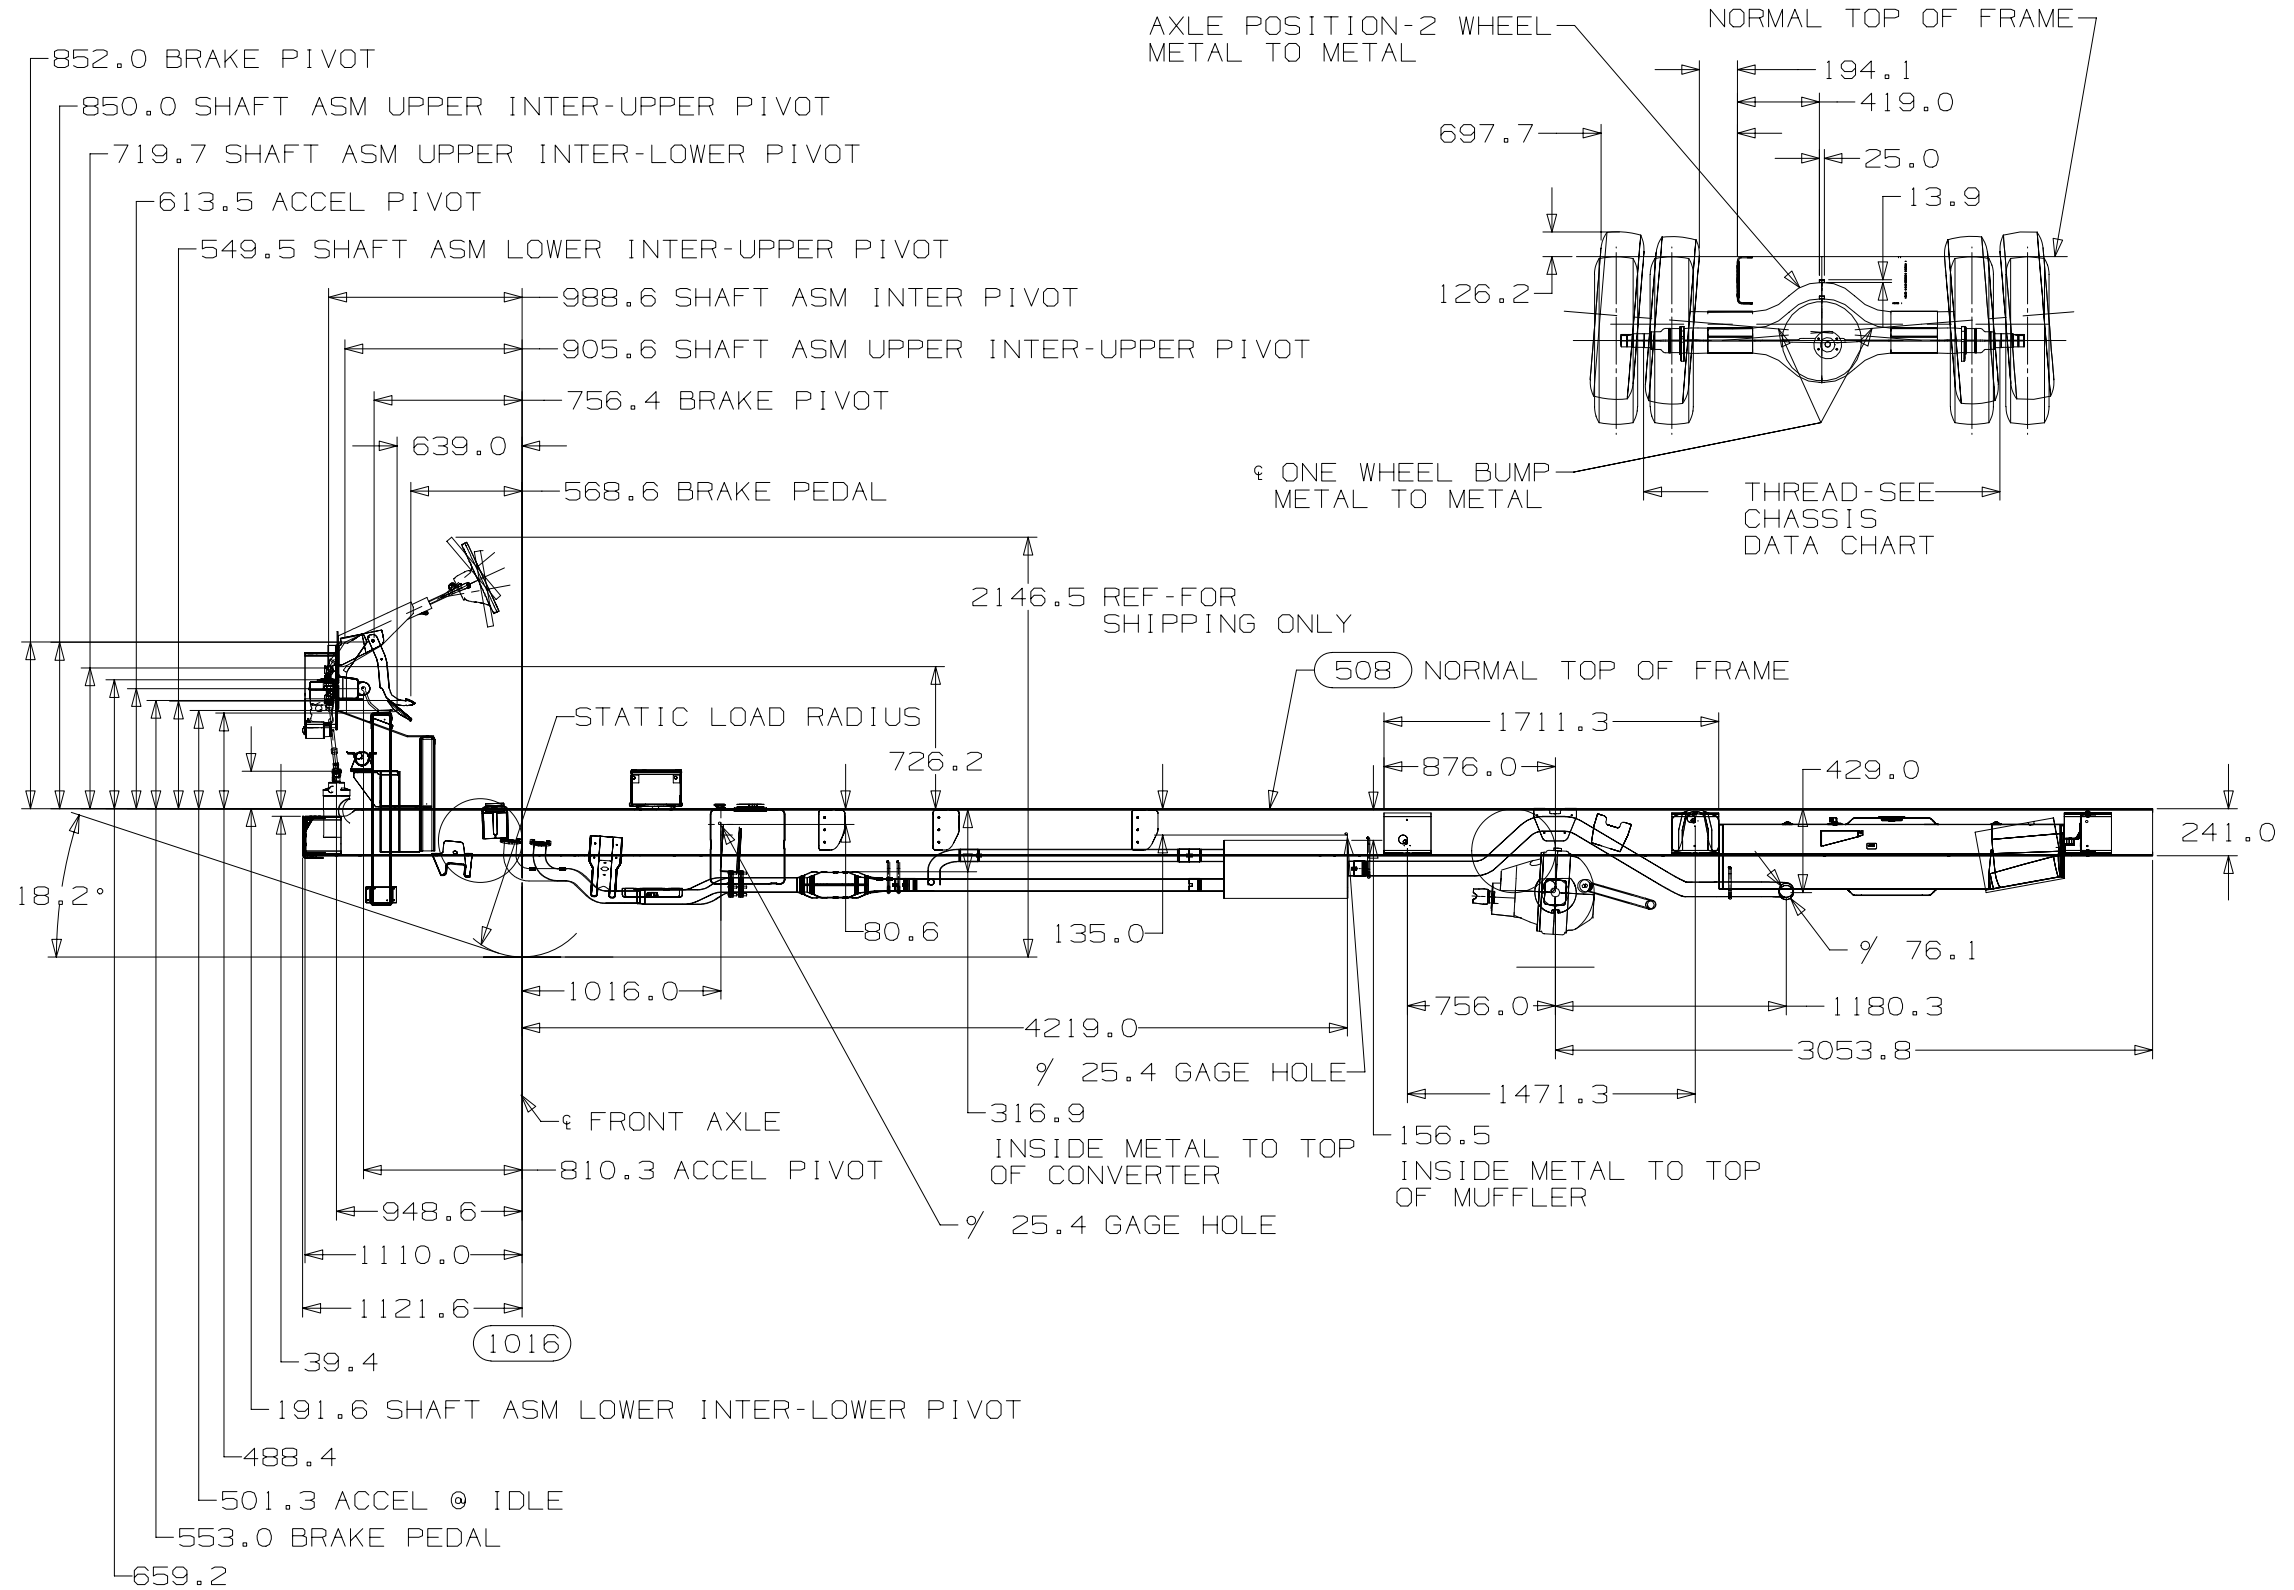 AXLE POSITION-2 WHEEL
METAL TO METAL
NORMAL TOP OF FRAME
852.0 BRAKE PIVOT
850.0 SHAFT ASM UPPER INTER-UPPER PIVOT
719.7 SHAFT ASM UPPER INTER-LOWER PIVOT
613.5 ACCEL PIVOT
549.5 SHAFT ASM LOWER INTER-UPPER PIVOT
988.6 SHAFT ASM INTER PIVOT
905.6 SHAFT ASM UPPER INTER-UPPER PIVOT
756.4 BRAKE PIVOT
639.0
568.6 BRAKE PEDAL
194.1
419.0
697.7
25.0
13.9
126.2
℄ ONE WHEEL BUMP
METAL TO METAL
THREAD-SEE
CHASSIS
DATA CHART
2146.5 REF-FOR
SHIPPING ONLY
508 NORMAL TOP OF FRAME
STATIC LOAD RADIUS
726.2
1711.3
876.0
429.0
241.0
18.2°
80.6
135.0
⌀ 76.1
1016.0
756.0
1180.3
4219.0
3053.8
⌀ 25.4 GAGE HOLE
1471.3
℄ FRONT AXLE
316.9
INSIDE METAL TO TOP
OF CONVERTER
156.5
INSIDE METAL TO TOP
OF MUFFLER
810.3 ACCEL PIVOT
948.6
⌀ 25.4 GAGE HOLE
1110.0
1121.6
1016
39.4
191.6 SHAFT ASM LOWER INTER-LOWER PIVOT
488.4
501.3 ACCEL @ IDLE
553.0 BRAKE PEDAL
659.2